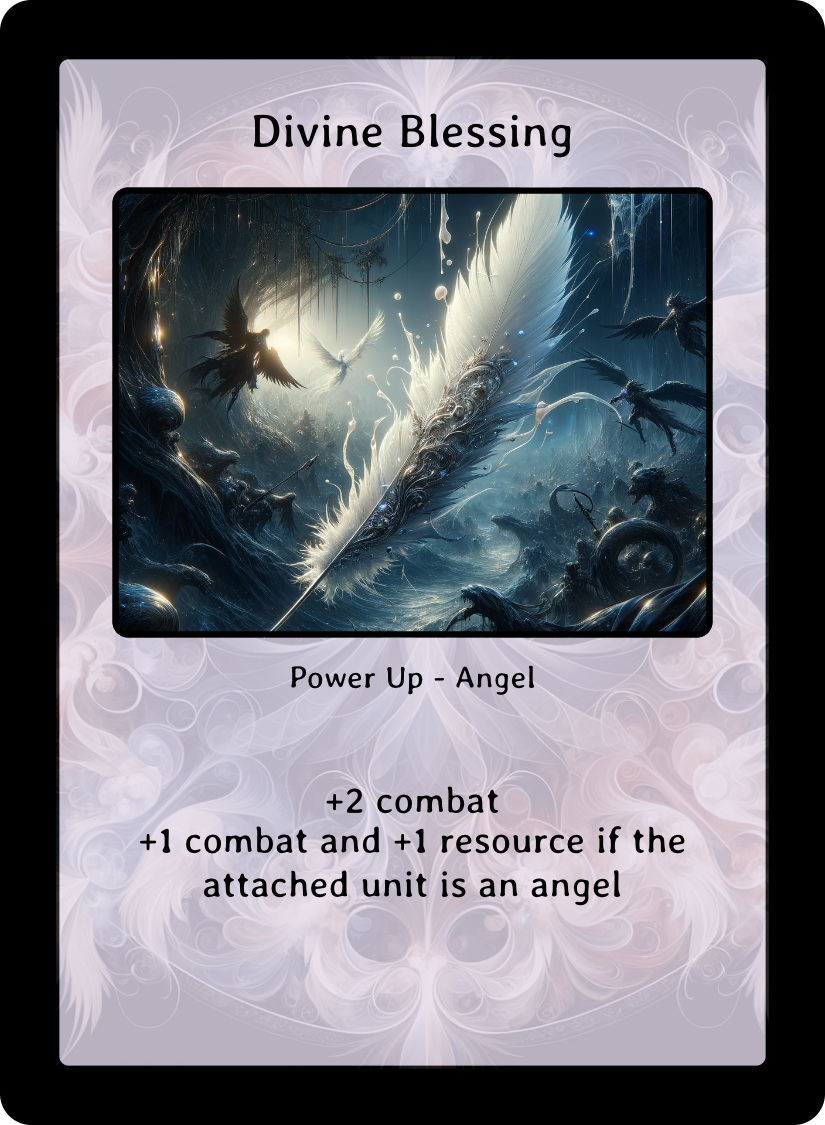 Divine Blessing
Power Up - Angel
+2 combat
+1 combat and +1 resource if the
attached unit is an angel